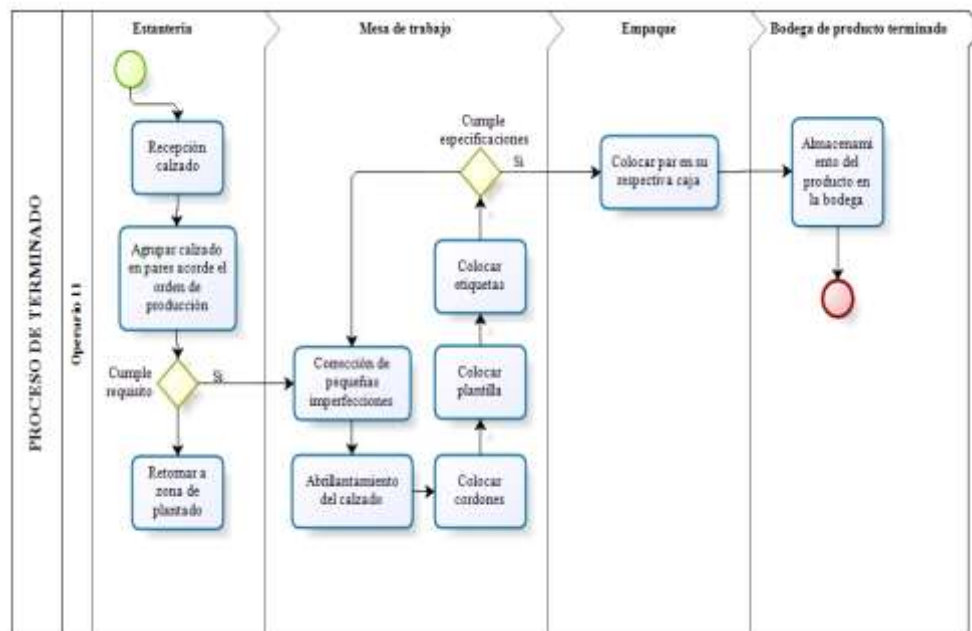 PROCESO DE TERMINADO
Operario 11
Estantería
Mesa de trabajo
Empaque
Bodega de producto terminado
Recepción
calzado
Agrupar calzado
en pares acorde el
orden de
producción
Cumple
requisito
Si
Retornar a
zona de
plantado
Corrección de
pequeñas
imperfecciones
Abrillantamiento
del calzado
Colocar
cordones
Colocar
plantilla
Colocar
etiquetas
Cumple
especificaciones
Si
Colocar par en su
respectiva caja
Almacenami
ento del
producto en
la bodega